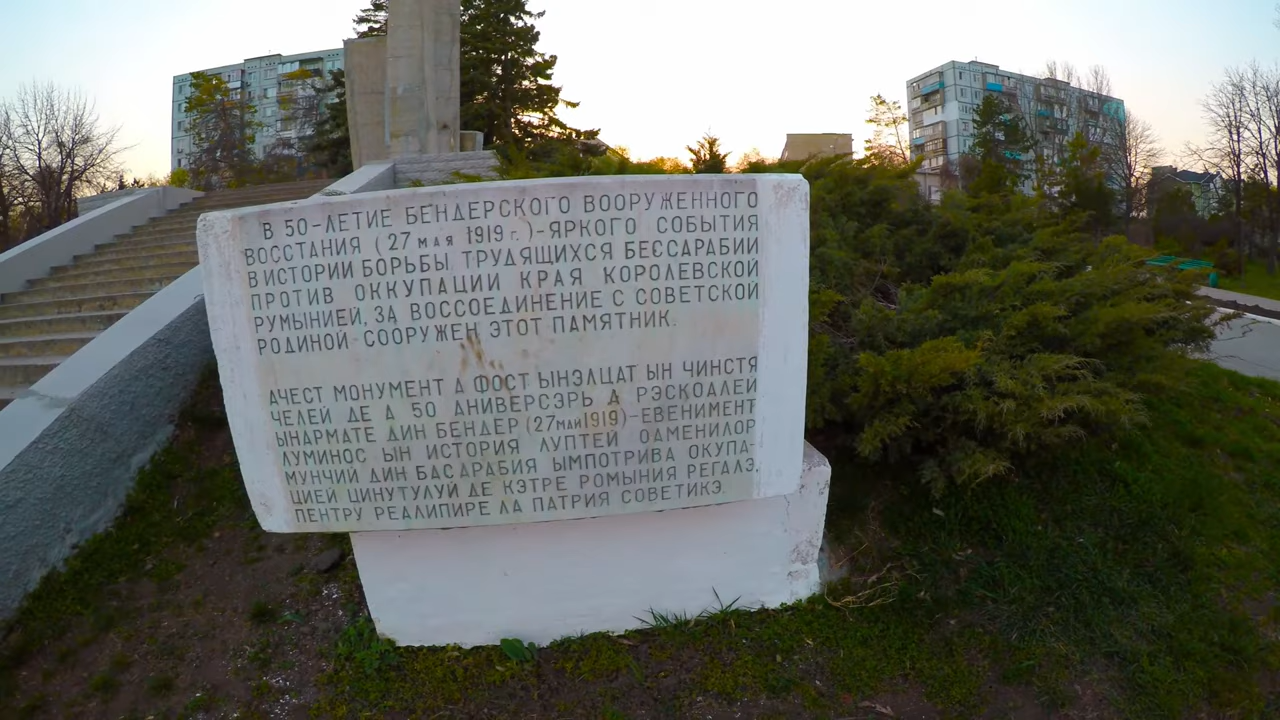 В 50-ЛЕТИЕ БЕНДЕРСКОГО ВООРУЖЕННОГО
ВОССТАНИЯ (27 МАЯ 1919 г.)-ЯРКОГО СОБЫТИЯ
В ИСТОРИИ БОРЬБЫ ТРУДЯЩИХСЯ БЕССАРАБИИ
ПРОТИВ ОККУПАЦИИ КРАЯ КОРОЛЕВСКОЙ
РУМЫНИЕЙ, ЗА ВОССОЕДИНЕНИЕ С СОВЕТСКОЙ
РОДИНОЙ СООРУЖЕН ЭТОТ ПАМЯТНИК.
АЧЕСТ МОНУМЕНТ А ФОСТ ЫНЭЛЦАТ ЫН ЧИНСТЯ
ЧЕЛЕЙ ДЕ А 50 АНИВЕРСЭРЬ А РЭСКОАЛЕЙ
ЫНАРМАТЕ ДИН БЕНДЕР (27 МАЙ 1919)-ЕВЕНИМЕНТ
ЛУМИНОС ЫН ИСТОРИЯ ЛУПТЕЙ ОАМЕНИЛОР
МУНЧИЙ ДИН БАСАРАБИЯ ЫМПОТРИВА ОКУПА-
ЦИЕЙ ЦИНУТУЛУЙ ДЕ КЭТРЕ РОМЫНИЯ РЕГАЛЭ,
ПЕНТРУ РЕАЛИПИРЕ ЛА ПАТРИЯ СОВЕТИКЭ.